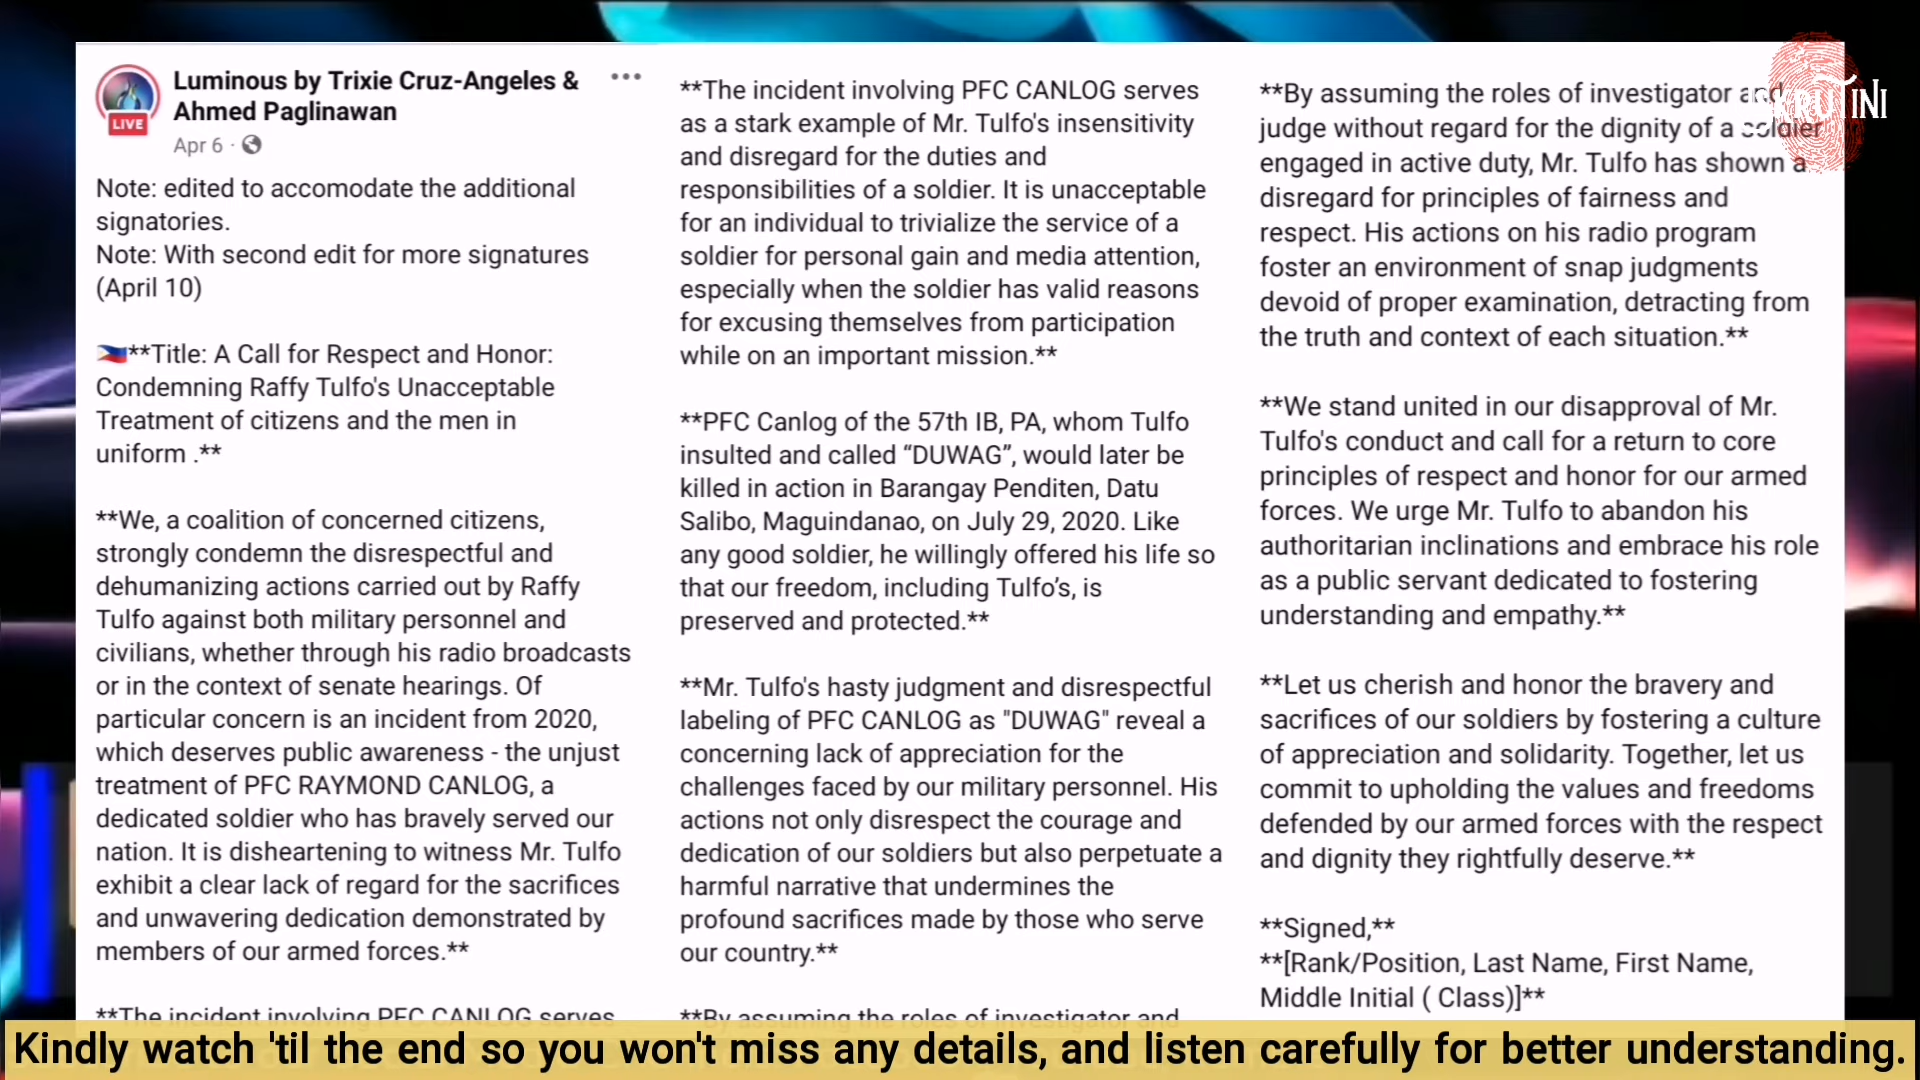 Luminous by Trixie Cruz-Angeles &
Ahmed Paglinawan
LIVE
Apr 6 ·
Note: edited to accomodate the additional
signatories.
Note: With second edit for more signatures
(April 10)
🇵🇭**Title: A Call for Respect and Honor:
Condemning Raffy Tulfo's Unacceptable
Treatment of citizens and the men in
uniform .**
**We, a coalition of concerned citizens,
strongly condemn the disrespectful and
dehumanizing actions carried out by Raffy
Tulfo against both military personnel and
civilians, whether through his radio broadcasts
or in the context of senate hearings. Of
particular concern is an incident from 2020,
which deserves public awareness - the unjust
treatment of PFC RAYMOND CANLOG, a
dedicated soldier who has bravely served our
nation. It is disheartening to witness Mr. Tulfo
exhibit a clear lack of regard for the sacrifices
and unwavering dedication demonstrated by
members of our armed forces.**
**The incident involving PFC CANLOG serves
**The incident involving PFC CANLOG serves
as a stark example of Mr. Tulfo's insensitivity
and disregard for the duties and
responsibilities of a soldier. It is unacceptable
for an individual to trivialize the service of a
soldier for personal gain and media attention,
especially when the soldier has valid reasons
for excusing themselves from participation
while on an important mission.**
**PFC Canlog of the 57th IB, PA, whom Tulfo
insulted and called “DUWAG”, would later be
killed in action in Barangay Penditen, Datu
Salibo, Maguindanao, on July 29, 2020. Like
any good soldier, he willingly offered his life so
that our freedom, including Tulfo’s, is
preserved and protected.**
**Mr. Tulfo's hasty judgment and disrespectful
labeling of PFC CANLOG as "DUWAG" reveal a
concerning lack of appreciation for the
challenges faced by our military personnel. His
actions not only disrespect the courage and
dedication of our soldiers but also perpetuate a
harmful narrative that undermines the
profound sacrifices made by those who serve
our country.**
**By assuming the roles of investigator and
**By assuming the roles of investigator and
judge without regard for the dignity of a soldier
engaged in active duty, Mr. Tulfo has shown a
disregard for principles of fairness and
respect. His actions on his radio program
foster an environment of snap judgments
devoid of proper examination, detracting from
the truth and context of each situation.**
**We stand united in our disapproval of Mr.
Tulfo's conduct and call for a return to core
principles of respect and honor for our armed
forces. We urge Mr. Tulfo to abandon his
authoritarian inclinations and embrace his role
as a public servant dedicated to fostering
understanding and empathy.**
**Let us cherish and honor the bravery and
sacrifices of our soldiers by fostering a culture
of appreciation and solidarity. Together, let us
commit to upholding the values and freedoms
defended by our armed forces with the respect
and dignity they rightfully deserve.**
**Signed,**
**[Rank/Position, Last Name, First Name,
Middle Initial ( Class)]**
ISKRUTINI
Kindly watch 'til the end so you won't miss any details, and listen carefully for better understanding.